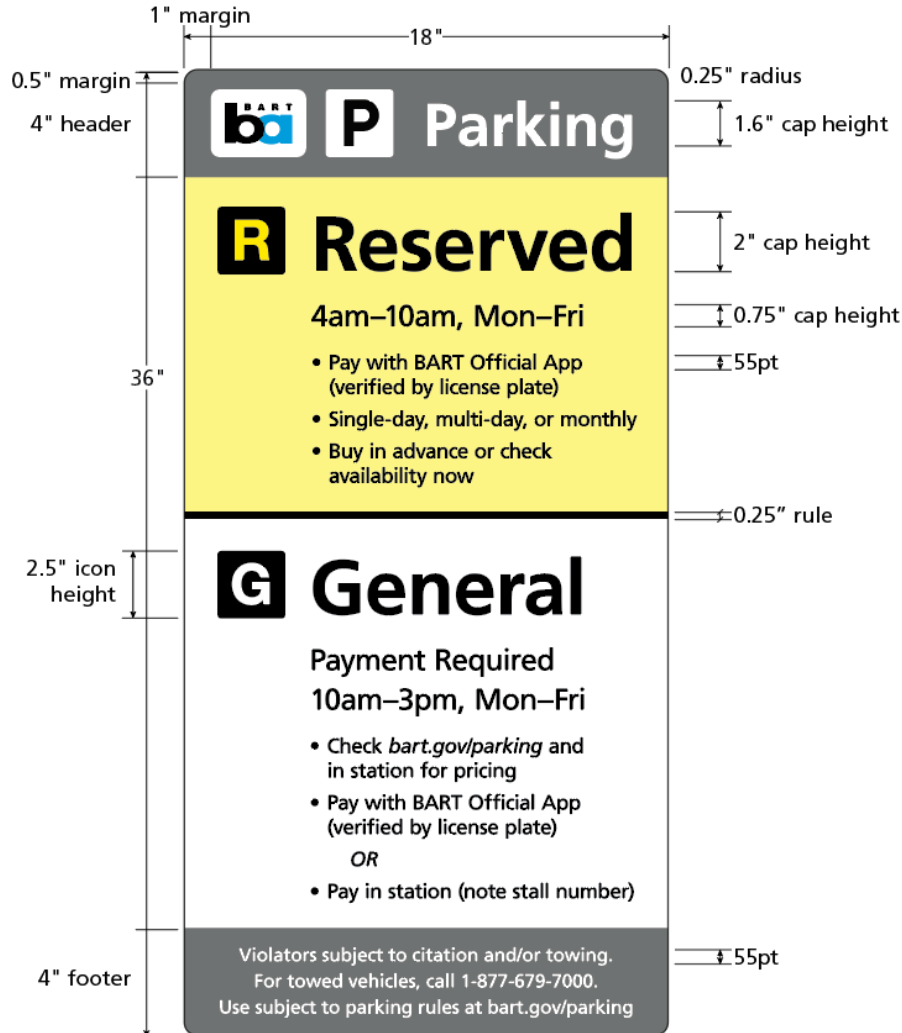 1" margin
18"
0.5" margin
0.25" radius
4" header
BART
ba
P
Parking
1.6" cap height
R
Reserved
2" cap height
4am–10am, Mon–Fri
0.75" cap height
• Pay with BART Official App
(verified by license plate)
55pt
36"
• Single-day, multi-day, or monthly
• Buy in advance or check
availability now
0.25” rule
2.5" icon
height
G
General
Payment Required
10am–3pm, Mon–Fri
• Check bart.gov/parking and
in station for pricing
• Pay with BART Official App
(verified by license plate)
OR
• Pay in station (note stall number)
Violators subject to citation and/or towing.
55pt
4" footer
For towed vehicles, call 1-877-679-7000.
Use subject to parking rules at bart.gov/parking